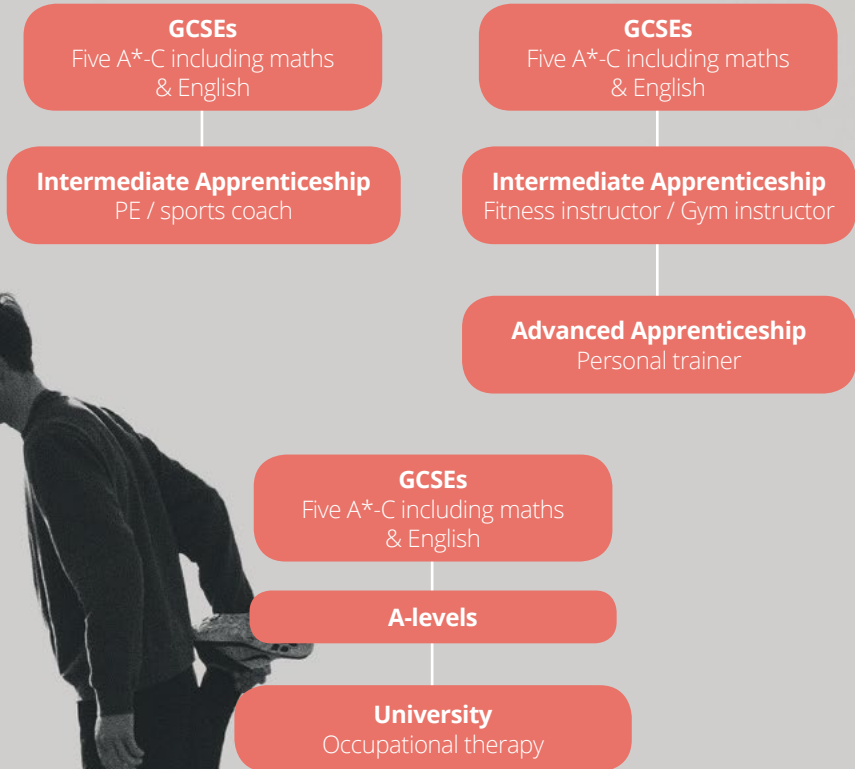 GCSEs
Five A*-C including maths
& English
Intermediate Apprenticeship
PE / sports coach
GCSEs
Five A*-C including maths
& English
Intermediate Apprenticeship
Fitness instructor / Gym instructor
Advanced Apprenticeship
Personal trainer
GCSEs
Five A*-C including maths
& English
A-levels
University
Occupational therapy